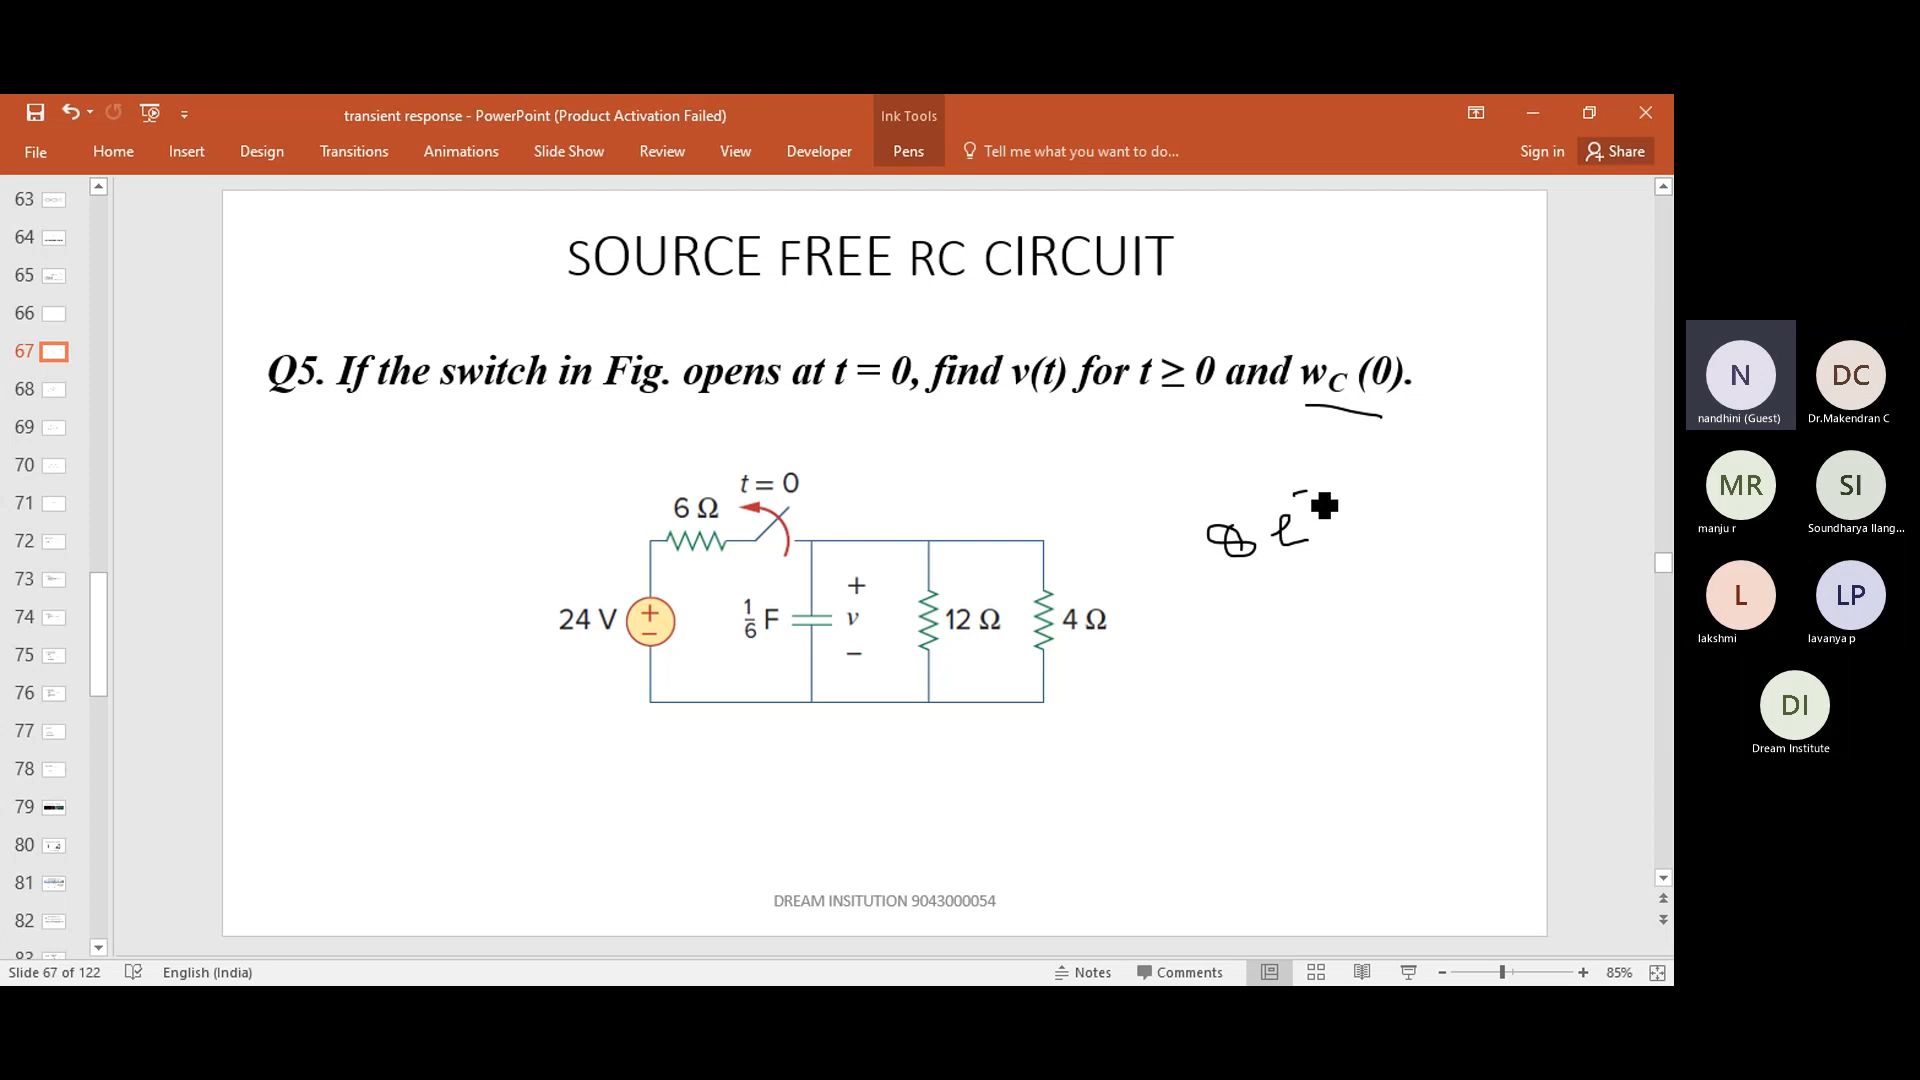 transient response - PowerPoint (Product Activation Failed)
Ink Tools
File Home Insert Design Transitions Animations Slide Show Review View Developer Pens Tell me what you want to do... Sign in Share
63
64
65
66
67
68
69
70
71
72
73
74
75
76
77
78
79
80
81
82
83
SOURCE FREE RC CIRCUIT
Q5. If the switch in Fig. opens at t = 0, find v(t) for t ≥ 0 and wC (0).
t = 0
6 Ω
8 e-
24 V
+
−
1/6 F
+
v
−
12 Ω
4 Ω
DREAM INSITUTION 9043000054
N
nandhini (Guest)
DC
Dr.Makendran C
MR
manju r
SI
Soundharya Ilang...
L
lakshmi
LP
lavanya p
DI
Dream Institute
Slide 67 of 122 English (India) Notes Comments 85%